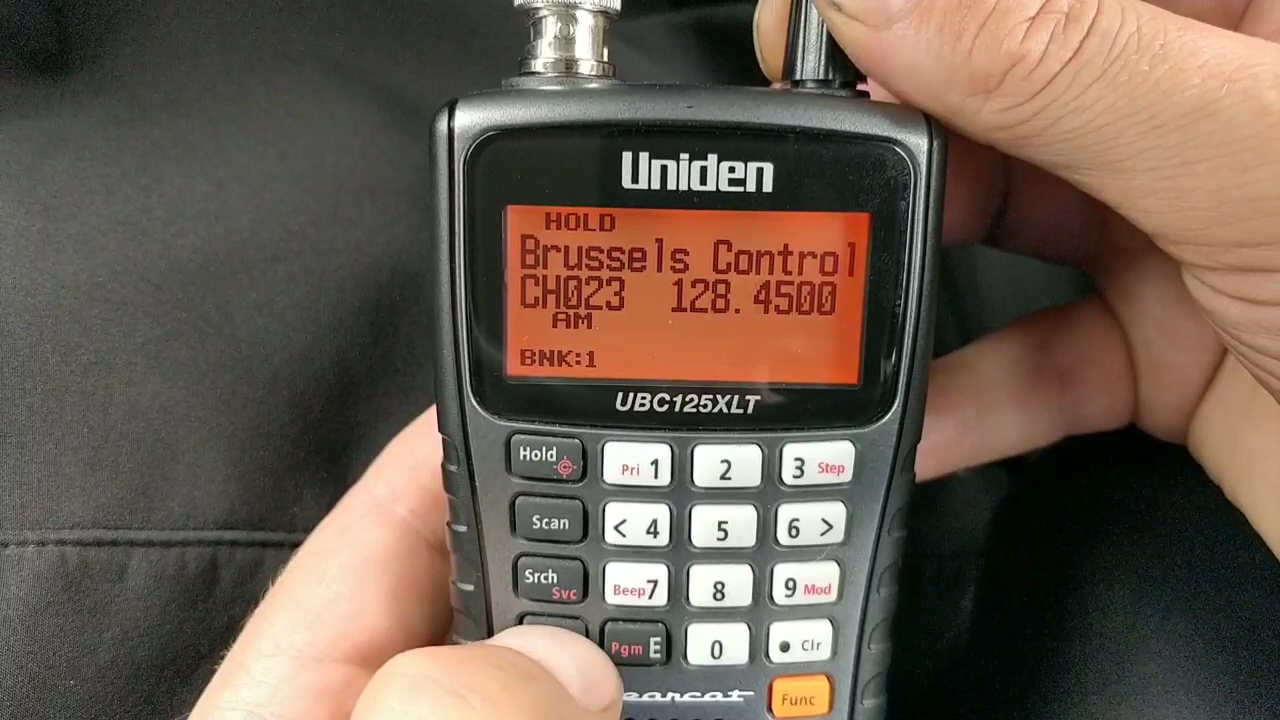 Uniden
HOLD
Brussels Control
CH023 128.4500
AM
BNK:1
UBC125XLT
Hold Pri 1 2 3 Step
Scan < 4 5 6 >
Srch Svc Beep 7 8 9 Mod
Pgm E 0 • Clr
Func